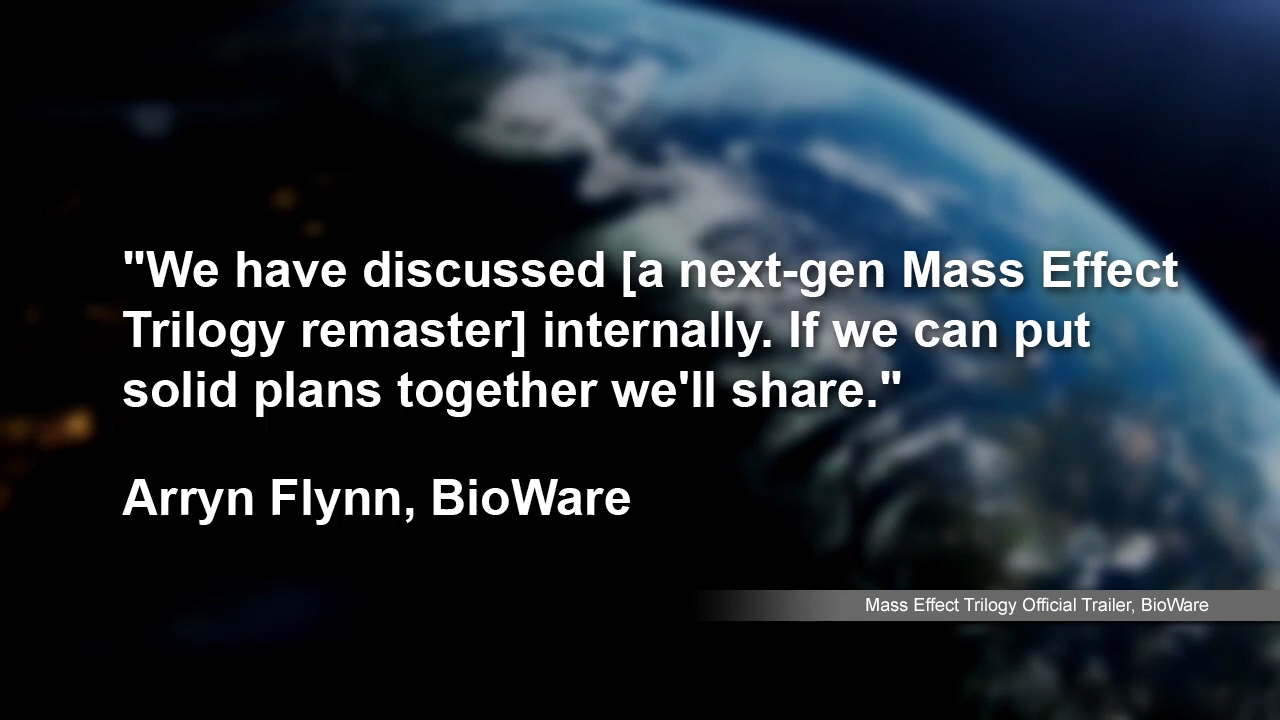 "We have discussed [a next-gen Mass Effect
Trilogy remaster] internally. If we can put
solid plans together we'll share."
Arryn Flynn, BioWare
Mass Effect Trilogy Official Trailer, BioWare